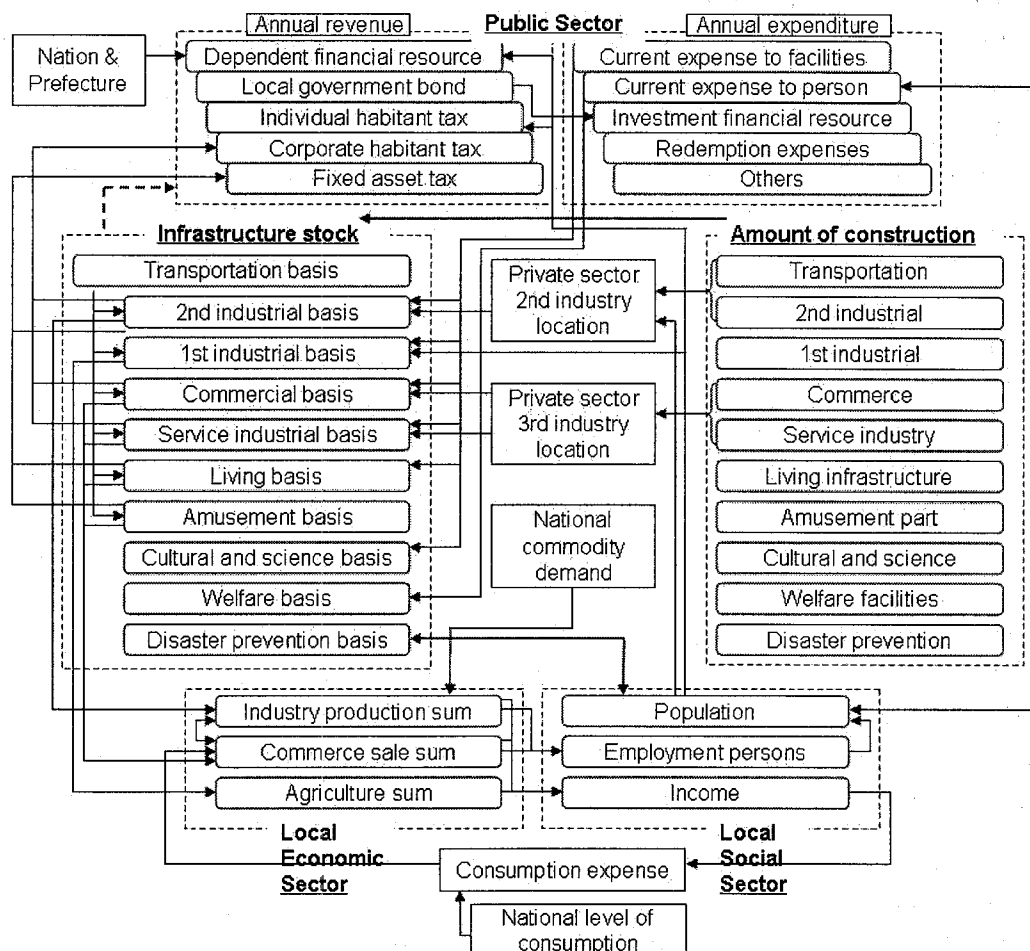 Public Sector
Annual revenue
Annual expenditure
Nation &
Prefecture
Dependent financial resource
Local government bond
Individual habitant tax
Corporate habitant tax
Fixed asset tax
Current expense to facilities
Current expense to person
Investment financial resource
Redemption expenses
Others
Infrastructure stock
Transportation basis
2nd industrial basis
1st industrial basis
Commercial basis
Service industrial basis
Living basis
Amusement basis
Cultural and science basis
Welfare basis
Disaster prevention basis
Private sector
2nd industry
location
Private sector
3rd industry
location
National
commodity
demand
Amount of construction
Transportation
2nd industrial
1st industrial
Commerce
Service industry
Living infrastructure
Amusement part
Cultural and science
Welfare facilities
Disaster prevention
Industry production sum
Commerce sale sum
Agriculture sum
Local
Economic
Sector
Population
Employment persons
Income
Local
Social
Sector
Consumption expense
National level of
consumption